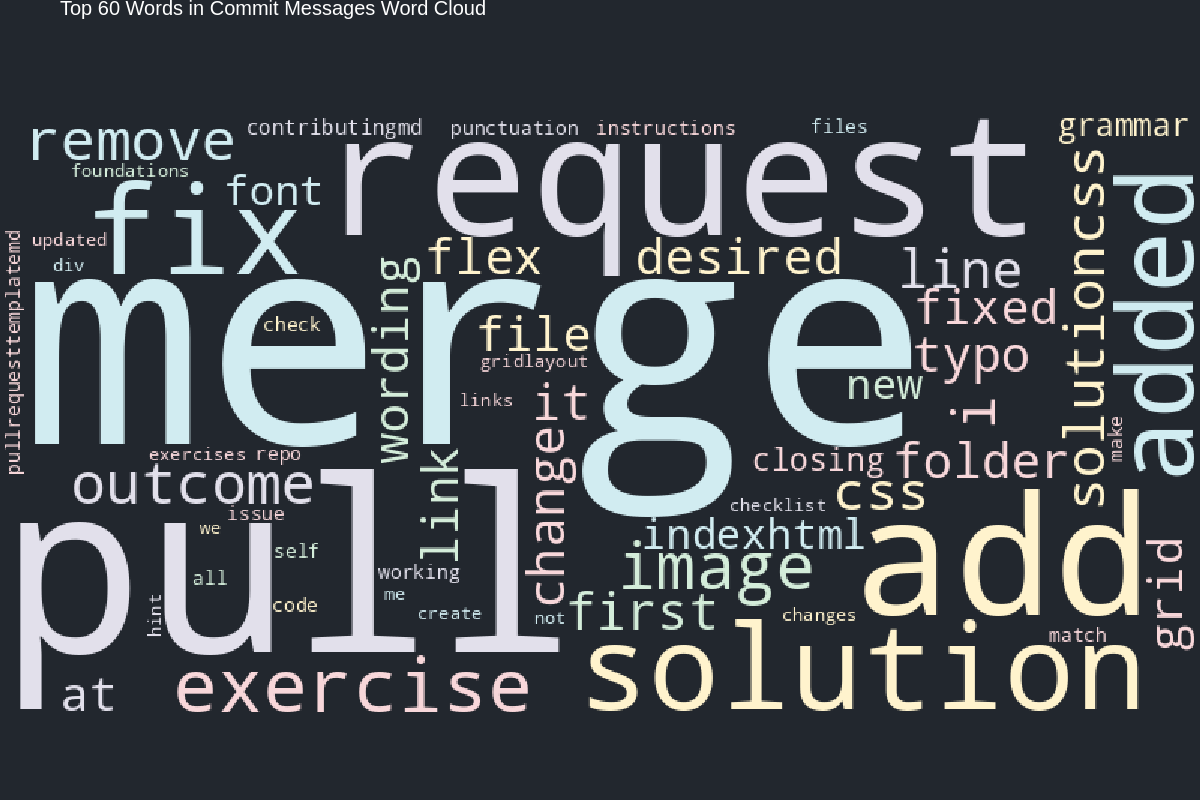 Top 60 Words in Commit Messages Word Cloud
remove
contributingmd
punctuation
instructions
files
grammar
request
foundations
font
fix
solutioncss
added
updated
div
pullrequesttemplatemd
flex
desired
line
wording
merge
fixed
check
file
gridlayout
typo
new
links
it
i
make
exercises
repo
closing
folder
outcome
link
change
css
checklist
issue
we
pull
indexhtml
add
self
image
all
working
me
hint
code
create
not
first
changes
grid
match
solution
at
exercise